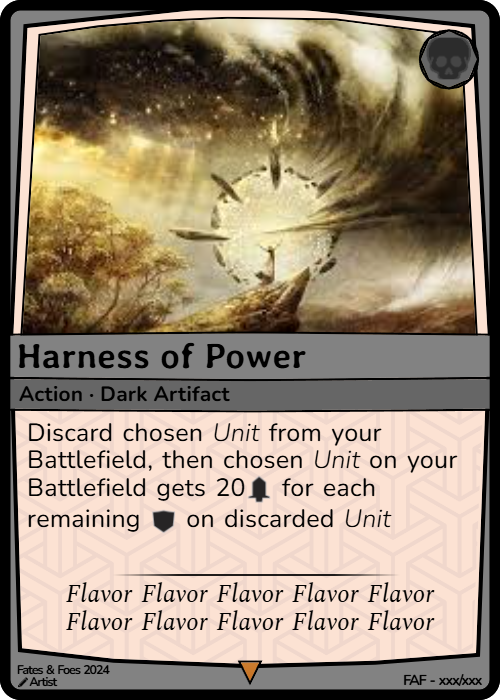 Harness of Power
Action · Dark Artifact
Discard chosen Unit from your
Battlefield, then chosen Unit on your
Battlefield gets 20 for each
remaining on discarded Unit
Flavor Flavor Flavor Flavor Flavor
Flavor Flavor Flavor Flavor Flavor
Fates & Foes 2024
Artist
FAF - xxx/xxx